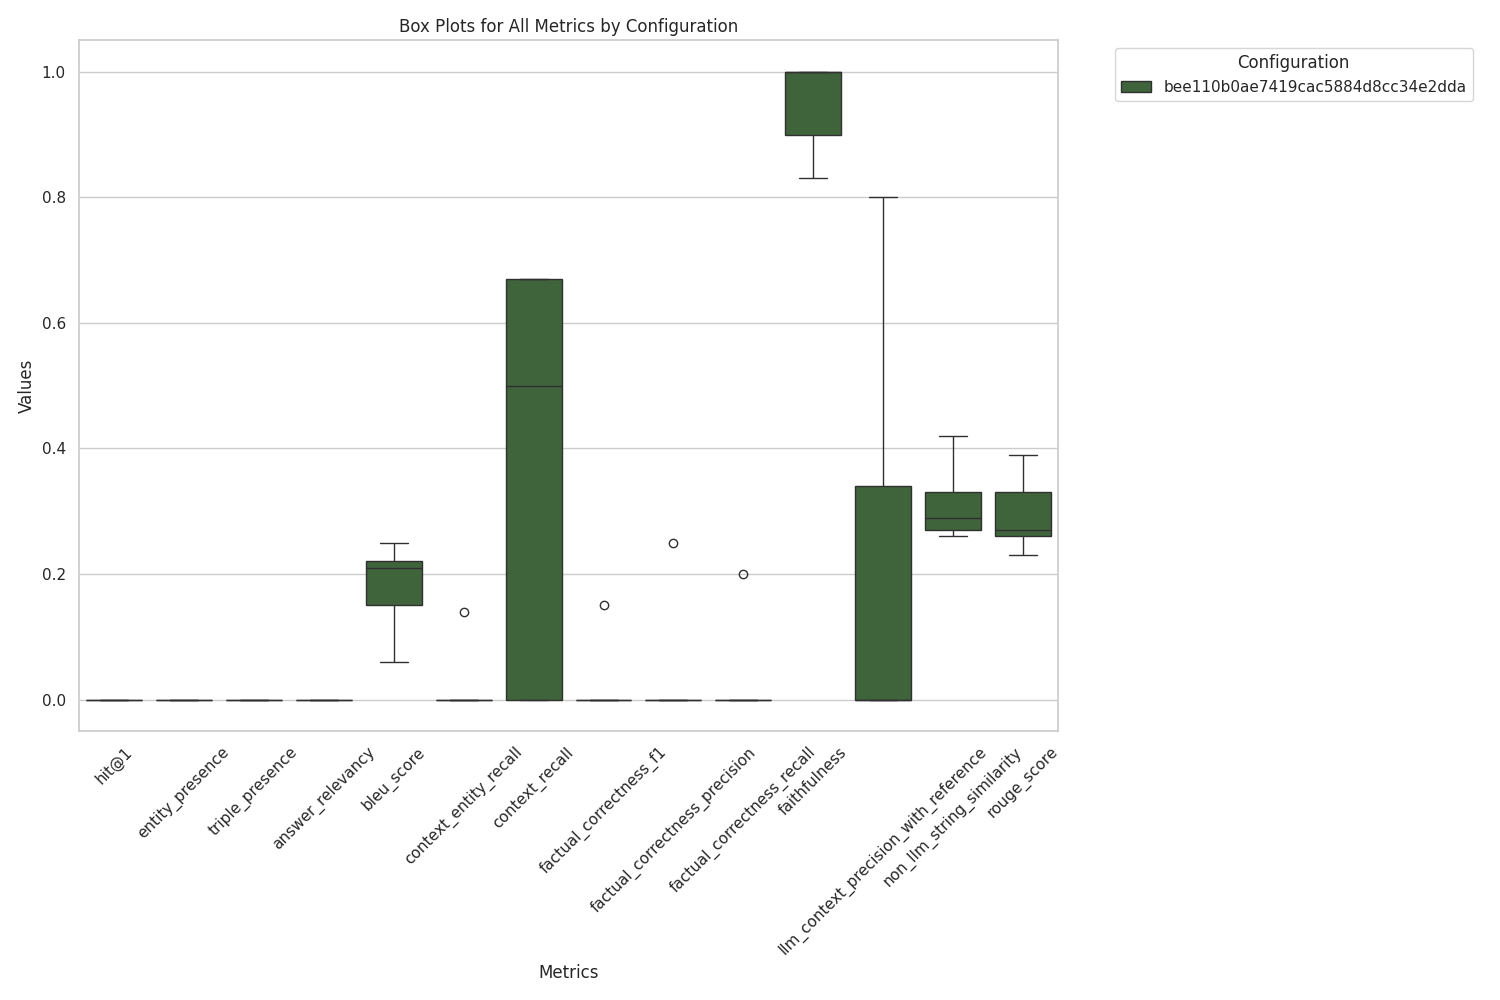 Box Plots for All Metrics by Configuration
Configuration
bee110b0ae7419cac5884d8cc34e2dda
Values
1.0
0.8
0.6
0.4
0.2
0.0
hit@1
entity_presence
triple_presence
answer_relevancy
bleu_score
context_entity_recall
context_recall
factual_correctness_f1
factual_correctness_precision
factual_correctness_recall
faithfulness
llm_context_precision_with_reference
non_llm_string_similarity
rouge_score
Metrics